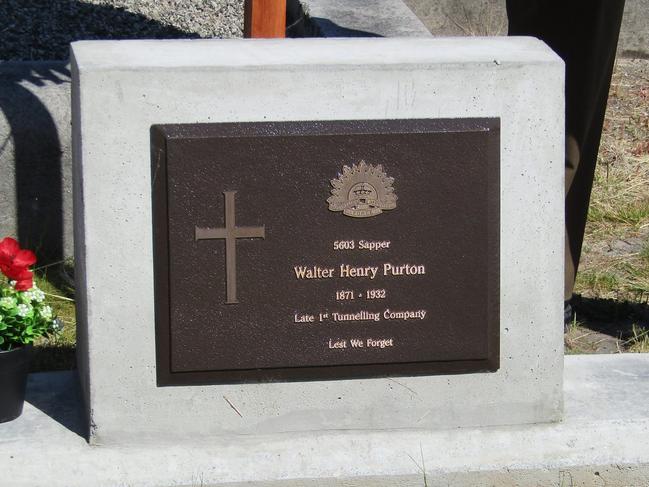 5603 Sapper
Walter Henry Purton
1871 - 1932
Late 1st Tunnelling Company
Lest We Forget